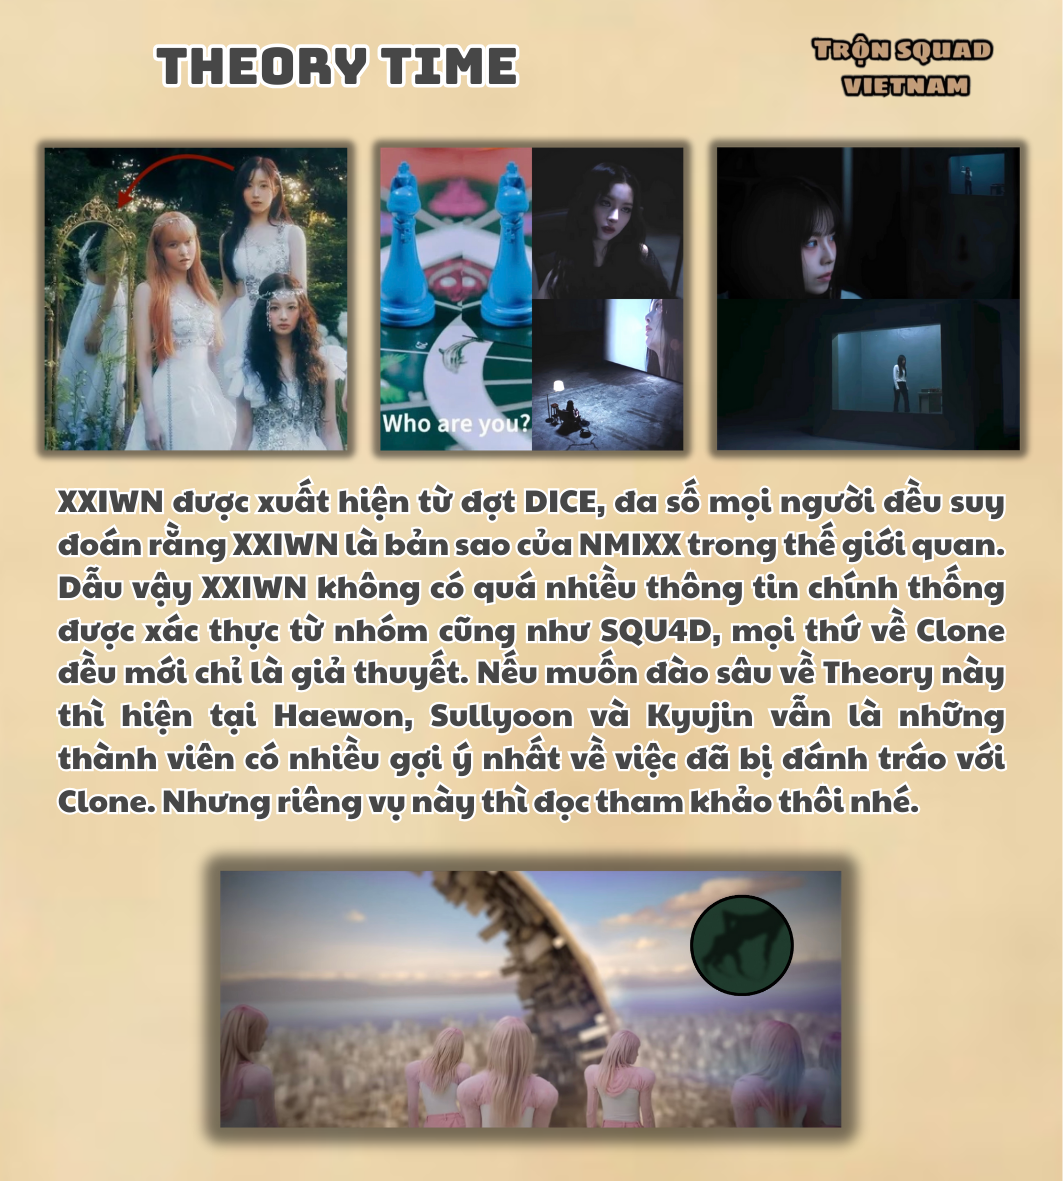 THEORY TIME
TRỘN SQUAD
VIETNAM
Who are you?
XXIWN được xuất hiện từ đợt DICE, đa số mọi người đều suy
đoán rằng XXIWN là bản sao của NMIXX trong thế giới quan.
Dẫu vậy XXIWN không có quá nhiều thông tin chính thống
được xác thực từ nhóm cũng như SQU4D, mọi thứ về Clone
đều mới chỉ là giả thuyết. Nếu muốn đào sâu về Theory này
thì hiện tại Haewon, Sullyoon và Kyujin vẫn là những
thành viên có nhiều gợi ý nhất về việc đã bị đánh tráo với
Clone. Nhưng riêng vụ này thì đọc tham khảo thôi nhé.